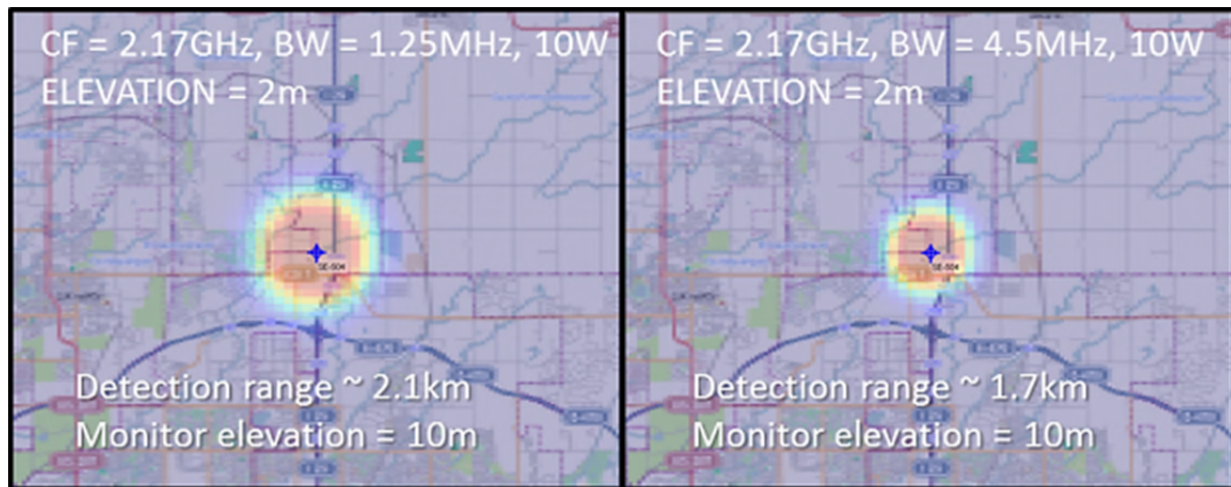 CF = 2.17GHz, BW = 1.25MHz, 10W
ELEVATION = 2m
Detection range ~ 2.1km
Monitor elevation = 10m
CF = 2.17GHz, BW = 4.5MHz, 10W
ELEVATION = 2m
Detection range ~ 1.7km
Monitor elevation = 10m